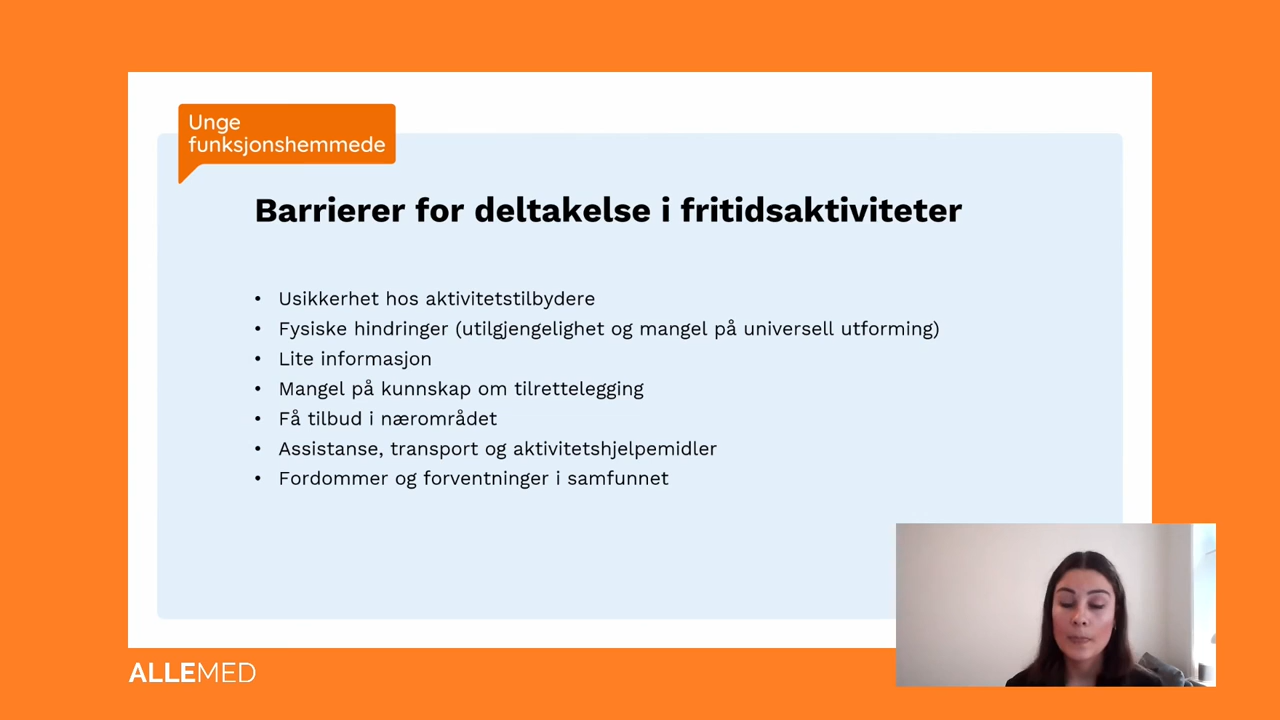 Unge
funksjonshemmede
Barrierer for deltakelse i fritidsaktiviteter
• Usikkerhet hos aktivitetstilbydere
• Fysiske hindringer (utilgjengelighet og mangel på universell utforming)
• Lite informasjon
• Mangel på kunnskap om tilrettelegging
• Få tilbud i nærområdet
• Assistanse, transport og aktivitetshjelpemidler
• Fordommer og forventninger i samfunnet
ALLEMED